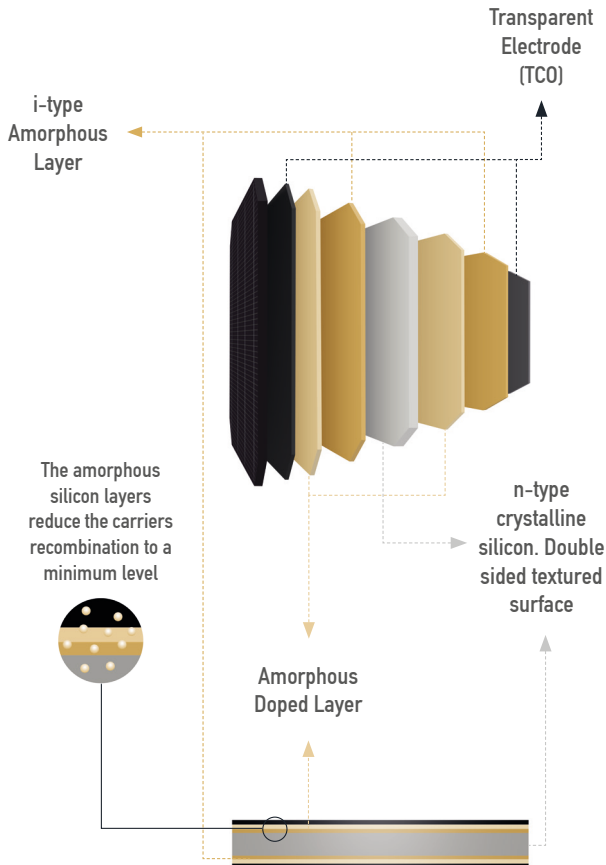 Transparent
Electrode
(TCO)
i-type
Amorphous
Layer
The amorphous
silicon layers
reduce the carriers
recombination to a
minimum level
n-type
crystalline
silicon. Double
sided textured
surface
Amorphous
Doped Layer